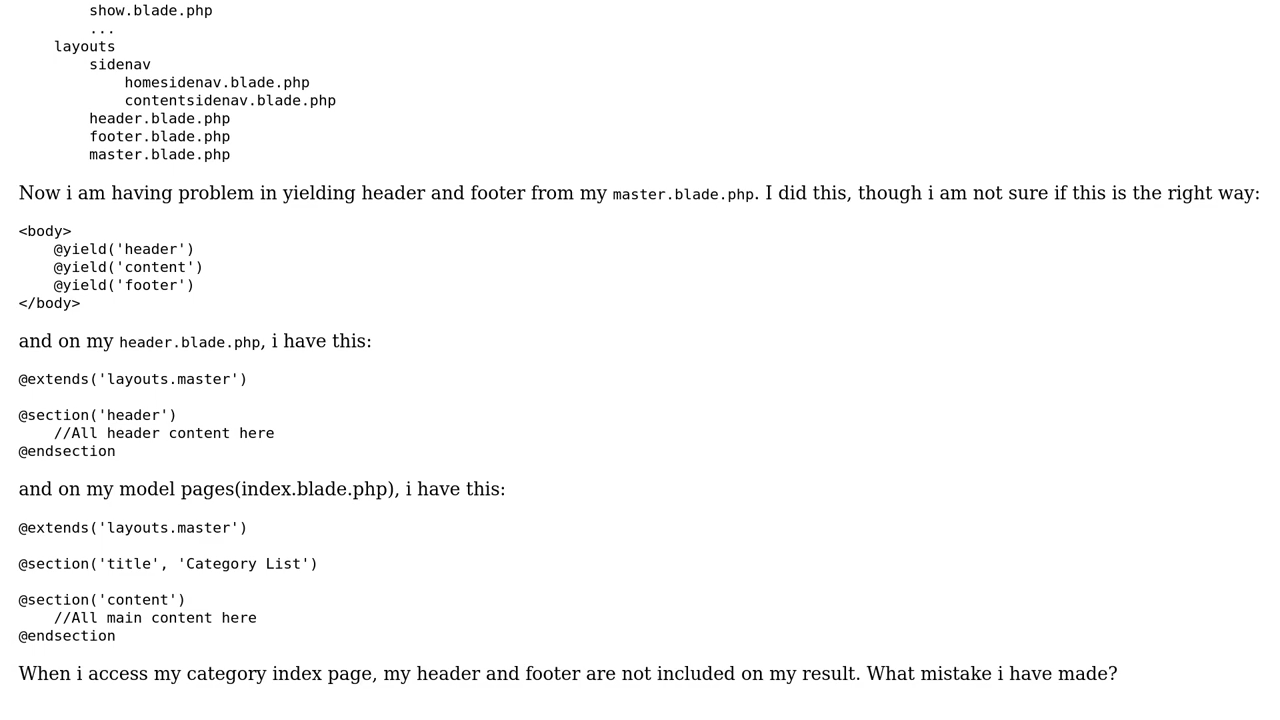 show.blade.php
...
layouts
sidenav
homesidenav.blade.php
contentsidenav.blade.php
header.blade.php
footer.blade.php
master.blade.php
Now i am having problem in yielding header and footer from my master.blade.php. I did this, though i am not sure if this is the right way:
<body>
@yield('header')
@yield('content')
@yield('footer')
</body>
and on my header.blade.php, i have this:
@extends('layouts.master')
@section('header')
//All header content here
@endsection
and on my model pages(index.blade.php), i have this:
@extends('layouts.master')
@section('title', 'Category List')
@section('content')
//All main content here
@endsection
When i access my category index page, my header and footer are not included on my result. What mistake i have made?